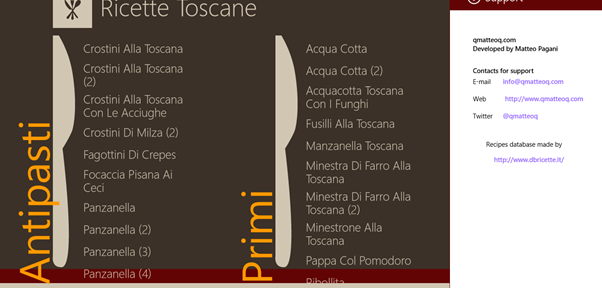 Ricette Toscane
Antipasti
Crostini Alla Toscana
Crostini Alla Toscana
(2)
Crostini Alla Toscana
Con Le Acciughe
Crostini Di Milza (2)
Fagottini Di Crepes
Focaccia Pisana Ai
Ceci
Panzanella
Panzanella (2)
Panzanella (3)
Panzanella (4)
Primi
Acqua Cotta
Acqua Cotta (2)
Acquacotta Toscana
Con I Funghi
Fusilli Alla Toscana
Manzanella Toscana
Minestra Di Farro Alla
Toscana
Minestra Di Farro Alla
Toscana (2)
Minestrone Alla
Toscana
Pappa Col Pomodoro
Ribollita
Support
qmatteoq.com
Developed by Matteo Pagani
Contacts for support
E-mail info@qmatteoq.com
Web http://www.qmatteoq.com
Twitter @qmatteoq
Recipes database made by
http://www.dbricette.it/